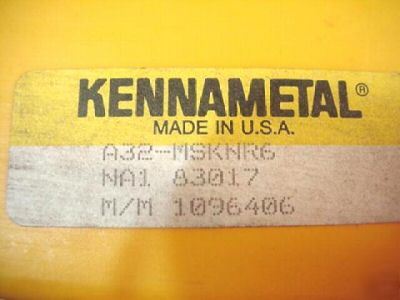 KENNAMETAL®
MADE IN U.S.A.
A32-MSKNR6
NA1 83017
M/M 1096406